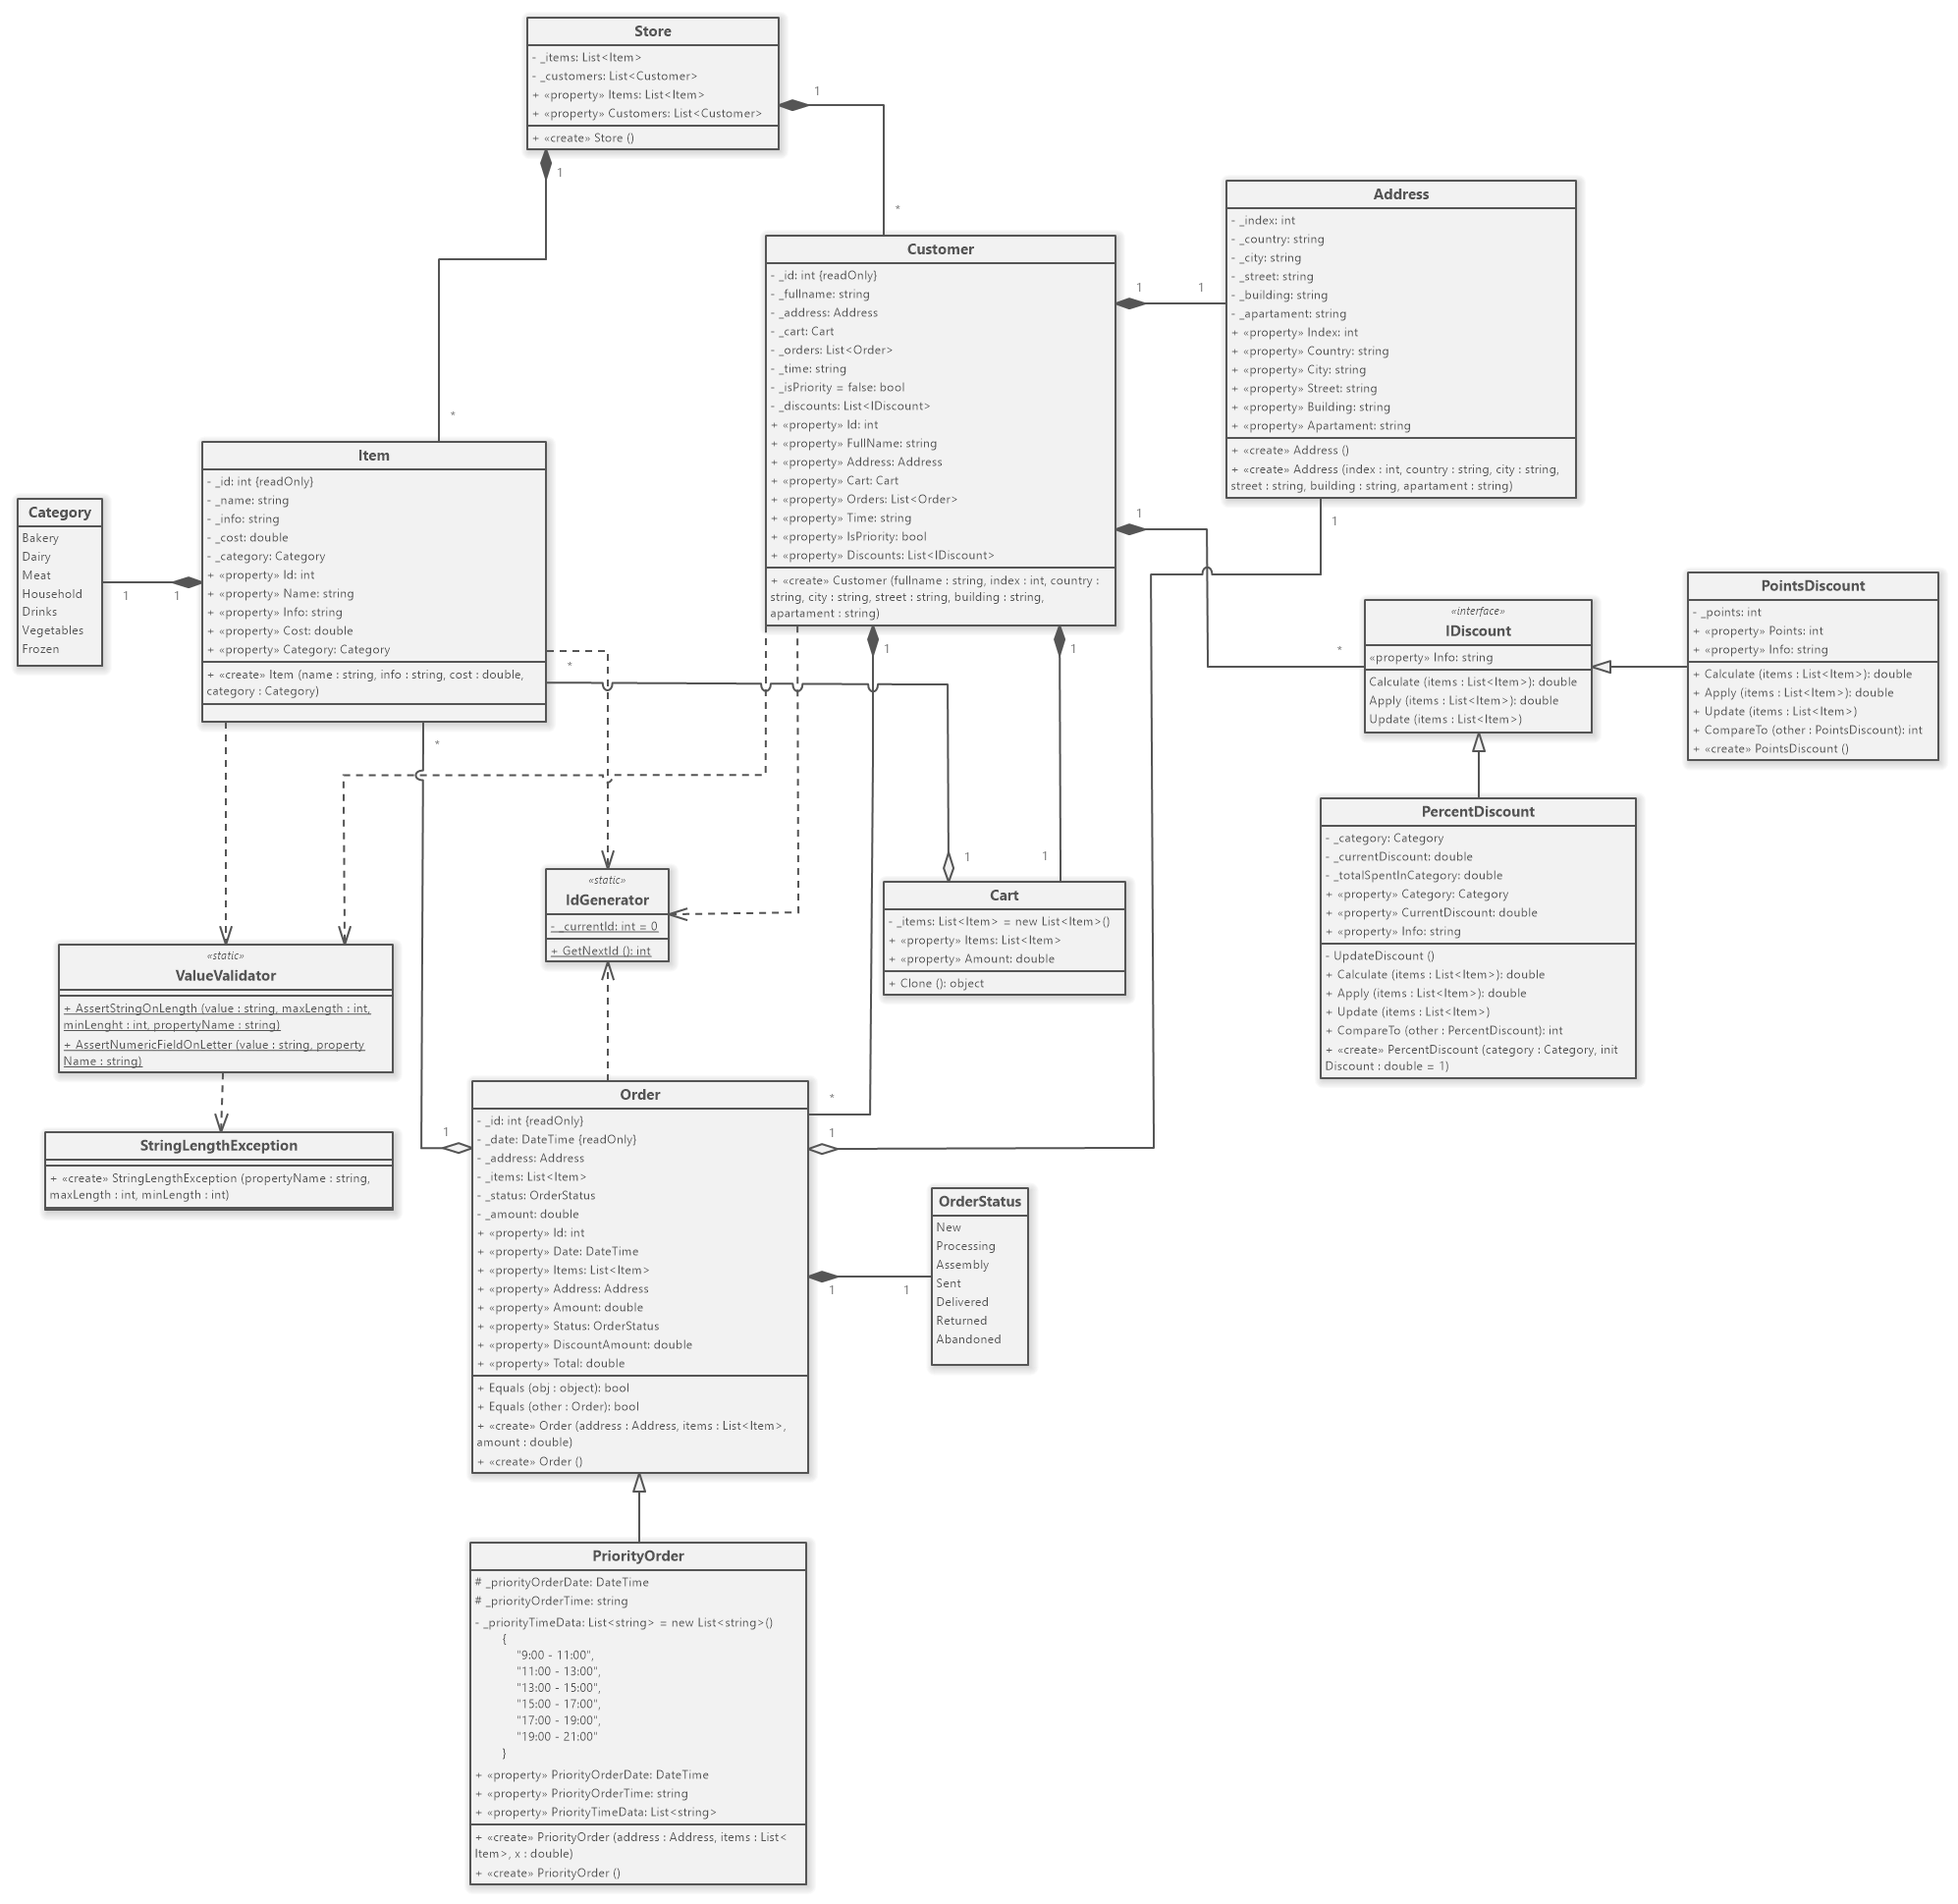 Store
- _items: List<Item>
- _customers: List<Customer>
+ «property» Items: List<Item>
+ «property» Customers: List<Customer>
+ «create» Store ()
1
1
*
*
Address
- _index: int
- _country: string
- _city: string
- _street: string
- _building: string
- _apartament: string
+ «property» Index: int
+ «property» Country: string
+ «property» City: string
+ «property» Street: string
+ «property» Building: string
+ «property» Apartament: string
+ «create» Address ()
+ «create» Address (index : int, country : string, city : string,
street : string, building : string, apartament : string)
1
Customer
- _id: int {readOnly}
- _fullname: string
- _address: Address
- _cart: Cart
- _orders: List<Order>
- _time: string
- _isPriority = false: bool
- _discounts: List<IDiscount>
+ «property» Id: int
+ «property» FullName: string
+ «property» Address: Address
+ «property» Cart: Cart
+ «property» Orders: List<Order>
+ «property» Time: string
+ «property» IsPriority: bool
+ «property» Discounts: List<IDiscount>
+ «create» Customer (fullname : string, index : int, country :
string, city : string, street : string, building : string,
apartament : string)
1
1
1
*
1
1
Item
- _id: int {readOnly}
- _name: string
- _info: string
- _cost: double
- _category: Category
+ «property» Id: int
+ «property» Name: string
+ «property» Info: string
+ «property» Cost: double
+ «property» Category: Category
+ «create» Item (name : string, info : string, cost : double,
category : Category)
*
*
Category
Bakery
Dairy
Meat
Household
Drinks
Vegetables
Frozen
1
1
«interface»
IDiscount
«property» Info: string
Calculate (items : List<Item>): double
Apply (items : List<Item>): double
Update (items : List<Item>)
PointsDiscount
- _points: int
+ «property» Points: int
+ «property» Info: string
+ Calculate (items : List<Item>): double
+ Apply (items : List<Item>): double
+ Update (items : List<Item>)
+ CompareTo (other : PointsDiscount): int
+ «create» PointsDiscount ()
PercentDiscount
- _category: Category
- _currentDiscount: double
- _totalSpentInCategory: double
+ «property» Category: Category
+ «property» CurrentDiscount: double
+ «property» Info: string
- UpdateDiscount ()
+ Calculate (items : List<Item>): double
+ Apply (items : List<Item>): double
+ Update (items : List<Item>)
+ CompareTo (other : PercentDiscount): int
+ «create» PercentDiscount (category : Category, init
Discount : double = 1)
«static»
IdGenerator
- _currentId: int = 0
+ GetNextId (): int
1
1
Cart
- _items: List<Item> = new List<Item>()
+ «property» Items: List<Item>
+ «property» Amount: double
+ Clone (): object
«static»
ValueValidator
+ AssertStringOnLength (value : string, maxLength : int,
minLenght : int, propertyName : string)
+ AssertNumericFieldOnLetter (value : string, property
Name : string)
StringLengthException
+ «create» StringLengthException (propertyName : string,
maxLength : int, minLength : int)
1
*
1
Order
- _id: int {readOnly}
- _date: DateTime {readOnly}
- _address: Address
- _items: List<Item>
- _status: OrderStatus
- _amount: double
+ «property» Id: int
+ «property» Date: DateTime
+ «property» Items: List<Item>
+ «property» Address: Address
+ «property» Amount: double
+ «property» Status: OrderStatus
+ «property» DiscountAmount: double
+ «property» Total: double
+ Equals (obj : object): bool
+ Equals (other : Order): bool
+ «create» Order (address : Address, items : List<Item>,
amount : double)
+ «create» Order ()
1
1
OrderStatus
New
Processing
Assembly
Sent
Delivered
Returned
Abandoned
PriorityOrder
# _priorityOrderDate: DateTime
# _priorityOrderTime: string
- _priorityTimeData: List<string> = new List<string>()
{
"9:00 - 11:00",
"11:00 - 13:00",
"13:00 - 15:00",
"15:00 - 17:00",
"17:00 - 19:00",
"19:00 - 21:00"
}
+ «property» PriorityOrderDate: DateTime
+ «property» PriorityOrderTime: string
+ «property» PriorityTimeData: List<string>
+ «create» PriorityOrder (address : Address, items : List<
Item>, x : double)
+ «create» PriorityOrder ()